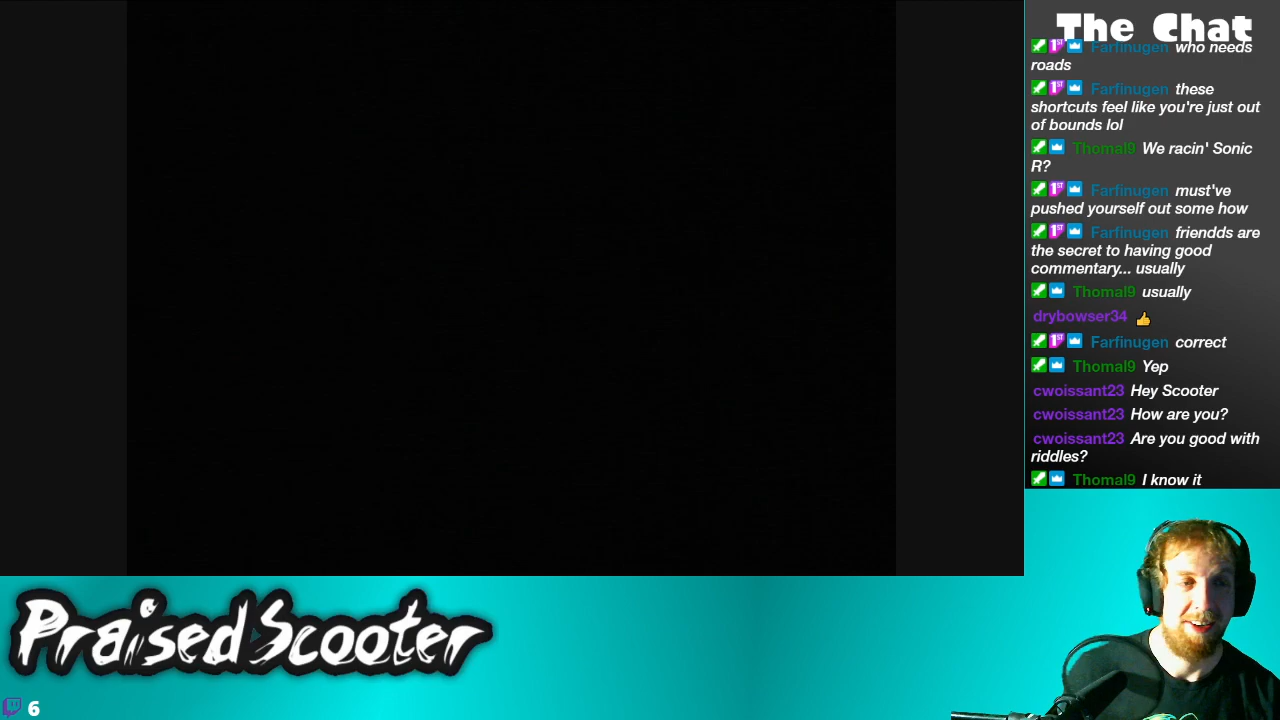 The Chat
Farfinugen who needs
roads
Farfinugen these
shortcuts feel like you're just out
of bounds lol
Thomal9 We racin' Sonic
R?
Farfinugen must've
pushed yourself out some how
Farfinugen friendds are
the secret to having good
commentary... usually
Thomal9 usually
drybowser34 👍
Farfinugen correct
Thomal9 Yep
cwoissant23 Hey Scooter
cwoissant23 How are you?
cwoissant23 Are you good with
riddles?
Thomal9 I know it
PraisedScooter
6